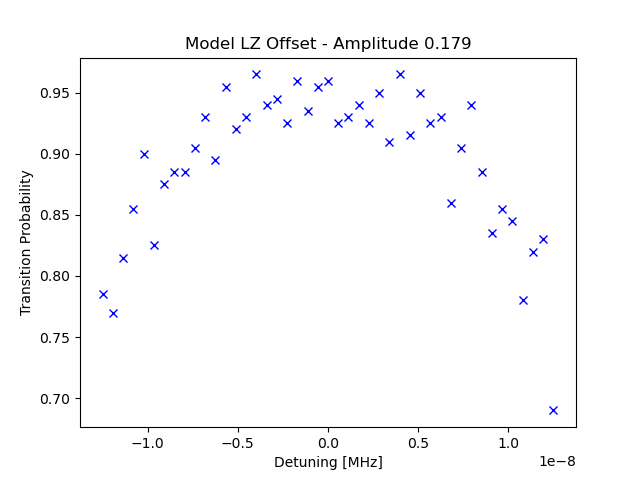 Model LZ Offset - Amplitude 0.179
Transition Probability
0.95
0.90
0.85
0.80
0.75
0.70
−1.0
−0.5
0.0
0.5
1.0
1e−8
Detuning [MHz]